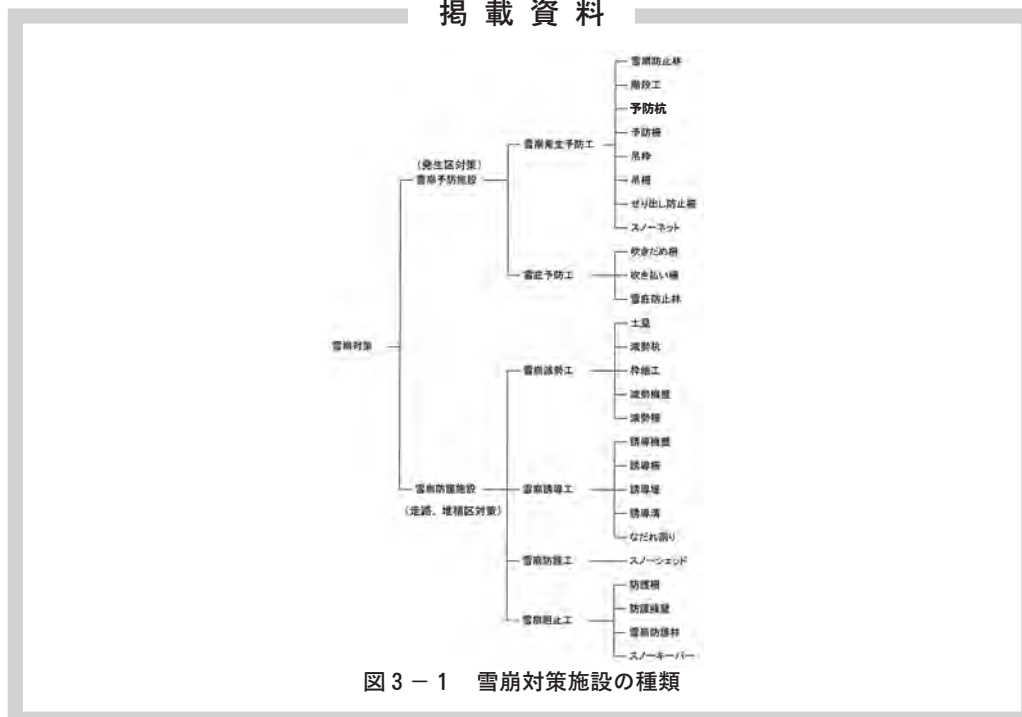 掲載資料
雪崩対策
(発生区対策)
雪崩予防施設
雪崩発生予防工
雪崩防止林
階段工
予防杭
予防柵
吊枠
吊柵
せり出し防止柵
スノーネット
雪庇予防工
吹きだめ柵
吹き払い柵
雪庇防止林
雪崩防護施設
(走路、堆積区対策)
雪崩減勢工
土塁
減勢杭
枠組工
減勢擁壁
減勢柵
雪崩誘導工
誘導擁壁
誘導柵
誘導堤
誘導溝
なだれ割り
雪崩防護工
スノーシェッド
雪崩阻止工
防護柵
防護擁壁
雪崩防護林
スノーキーパー
図3-1 雪崩対策施設の種類